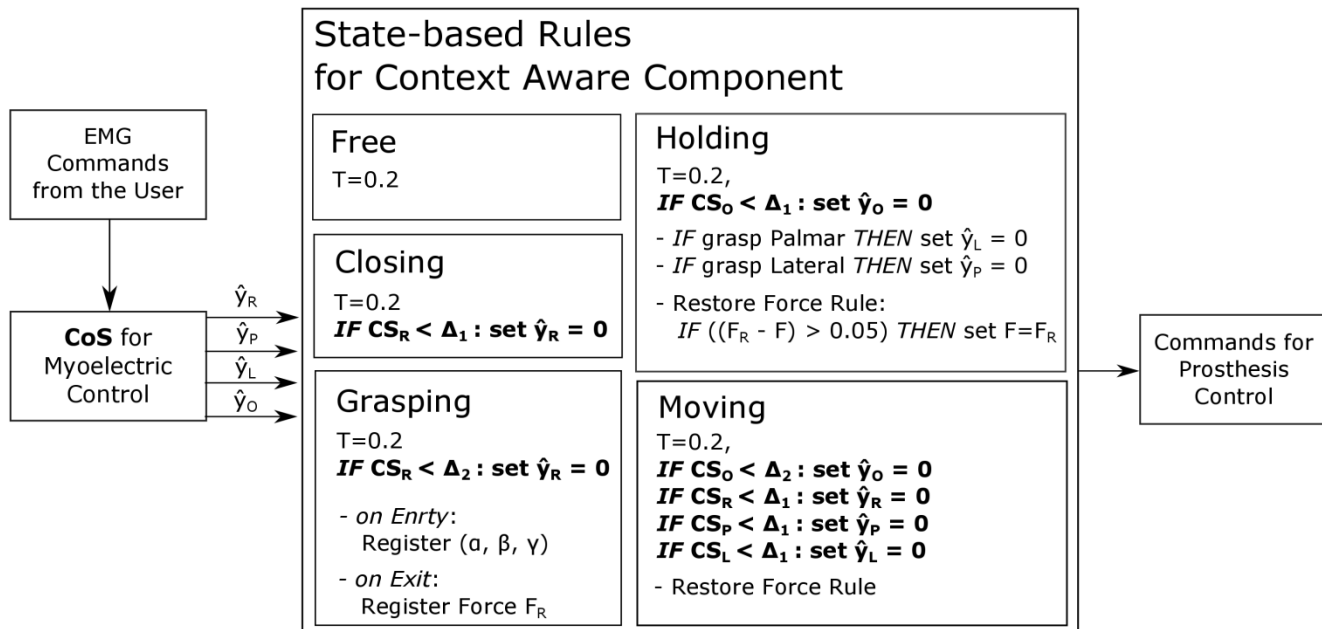 State-based Rules
for Context Aware Component
EMG
Commands
from the User
CoS for
Myoelectric
Control
ŷR
ŷP
ŷL
ŷO
Free
T=0.2
Closing
T=0.2
IF CSR < Δ1 : set ŷR = 0
Grasping
T=0.2
IF CSR < Δ2 : set ŷR = 0
- on Enrty:
Register (α, β, γ)
- on Exit:
Register Force FR
Holding
T=0.2,
IF CSO < Δ1 : set ŷO = 0
- IF grasp Palmar THEN set ŷL = 0
- IF grasp Lateral THEN set ŷP = 0
- Restore Force Rule:
IF ((FR - F) > 0.05) THEN set F=FR
Moving
T=0.2,
IF CSO < Δ2 : set ŷO = 0
IF CSR < Δ1 : set ŷR = 0
IF CSP < Δ1 : set ŷP = 0
IF CSL < Δ1 : set ŷL = 0
- Restore Force Rule
Commands for
Prosthesis
Control